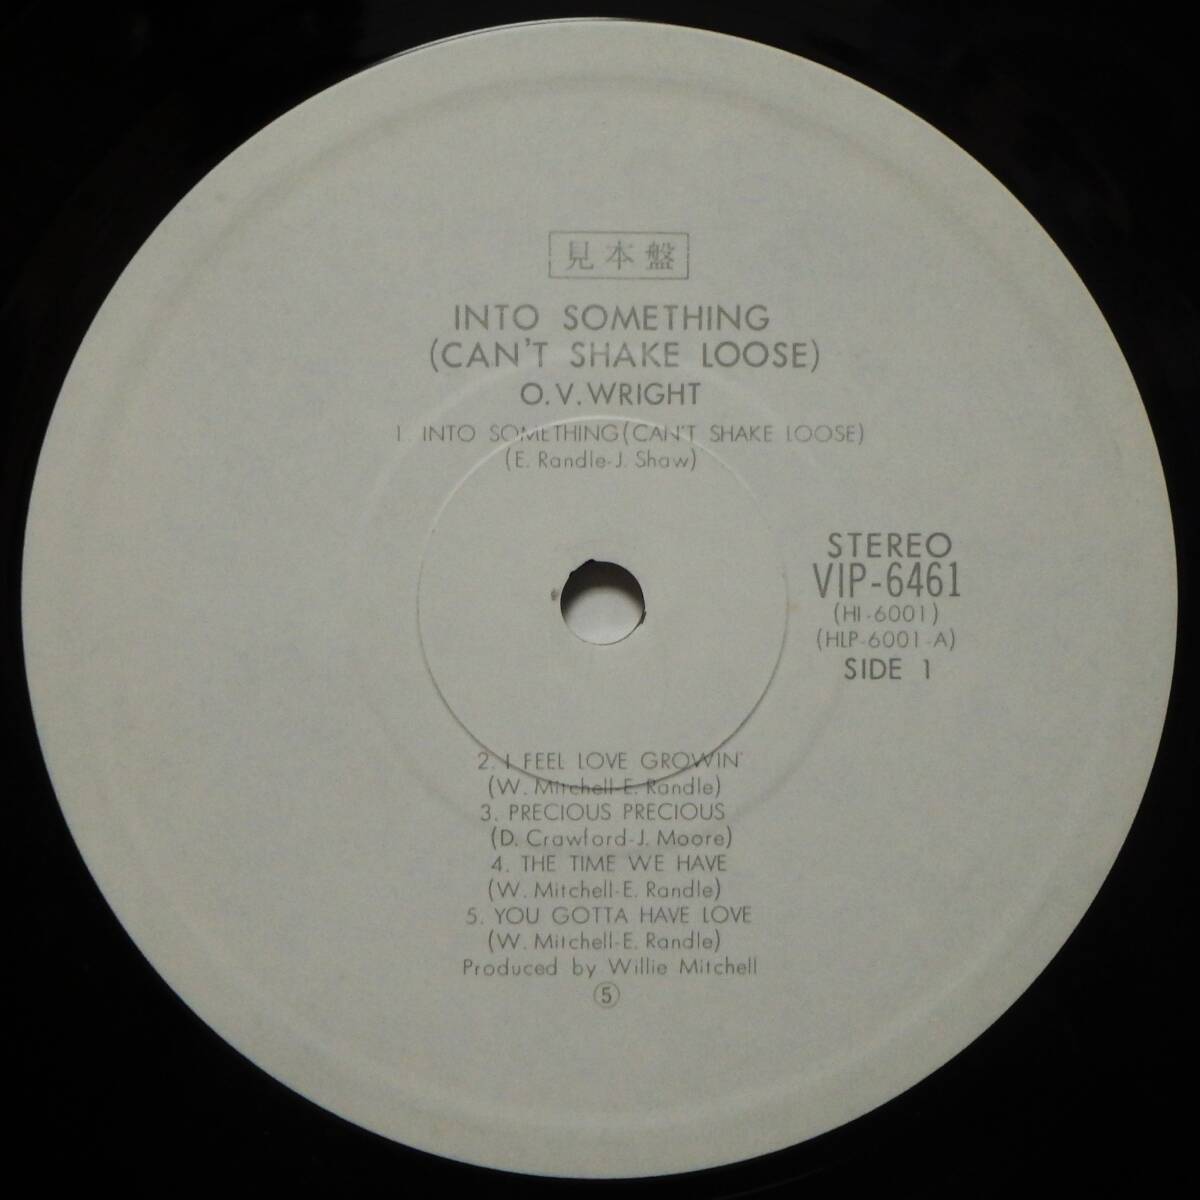 見本盤
INTO SOMETHING
(CAN'T SHAKE LOOSE)
O.V.WRIGHT
1. INTO SOMETHING(CAN'T SHAKE LOOSE)
(E. Randle-J. Shaw)
STEREO
VIP-6461
(HI-6001)
(HLP-6001-A)
SIDE 1
2. I FEEL LOVE GROWIN'
(W. Mitchell-E. Randle)
3. PRECIOUS PRECIOUS
(D. Crawford-J. Moore)
4. THE TIME WE HAVE
(W. Mitchell-E. Randle)
5. YOU GOTTA HAVE LOVE
(W. Mitchell-E. Randle)
Produced by Willie Mitchell
⑤